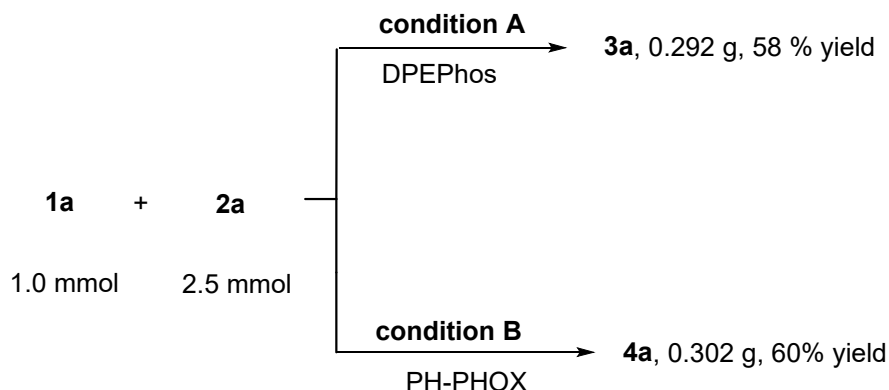 condition A
DPEPhos
3a, 0.292 g, 58 % yield
1a + 2a
1.0 mmol 2.5 mmol
condition B
PH-PHOX
4a, 0.302 g, 60% yield